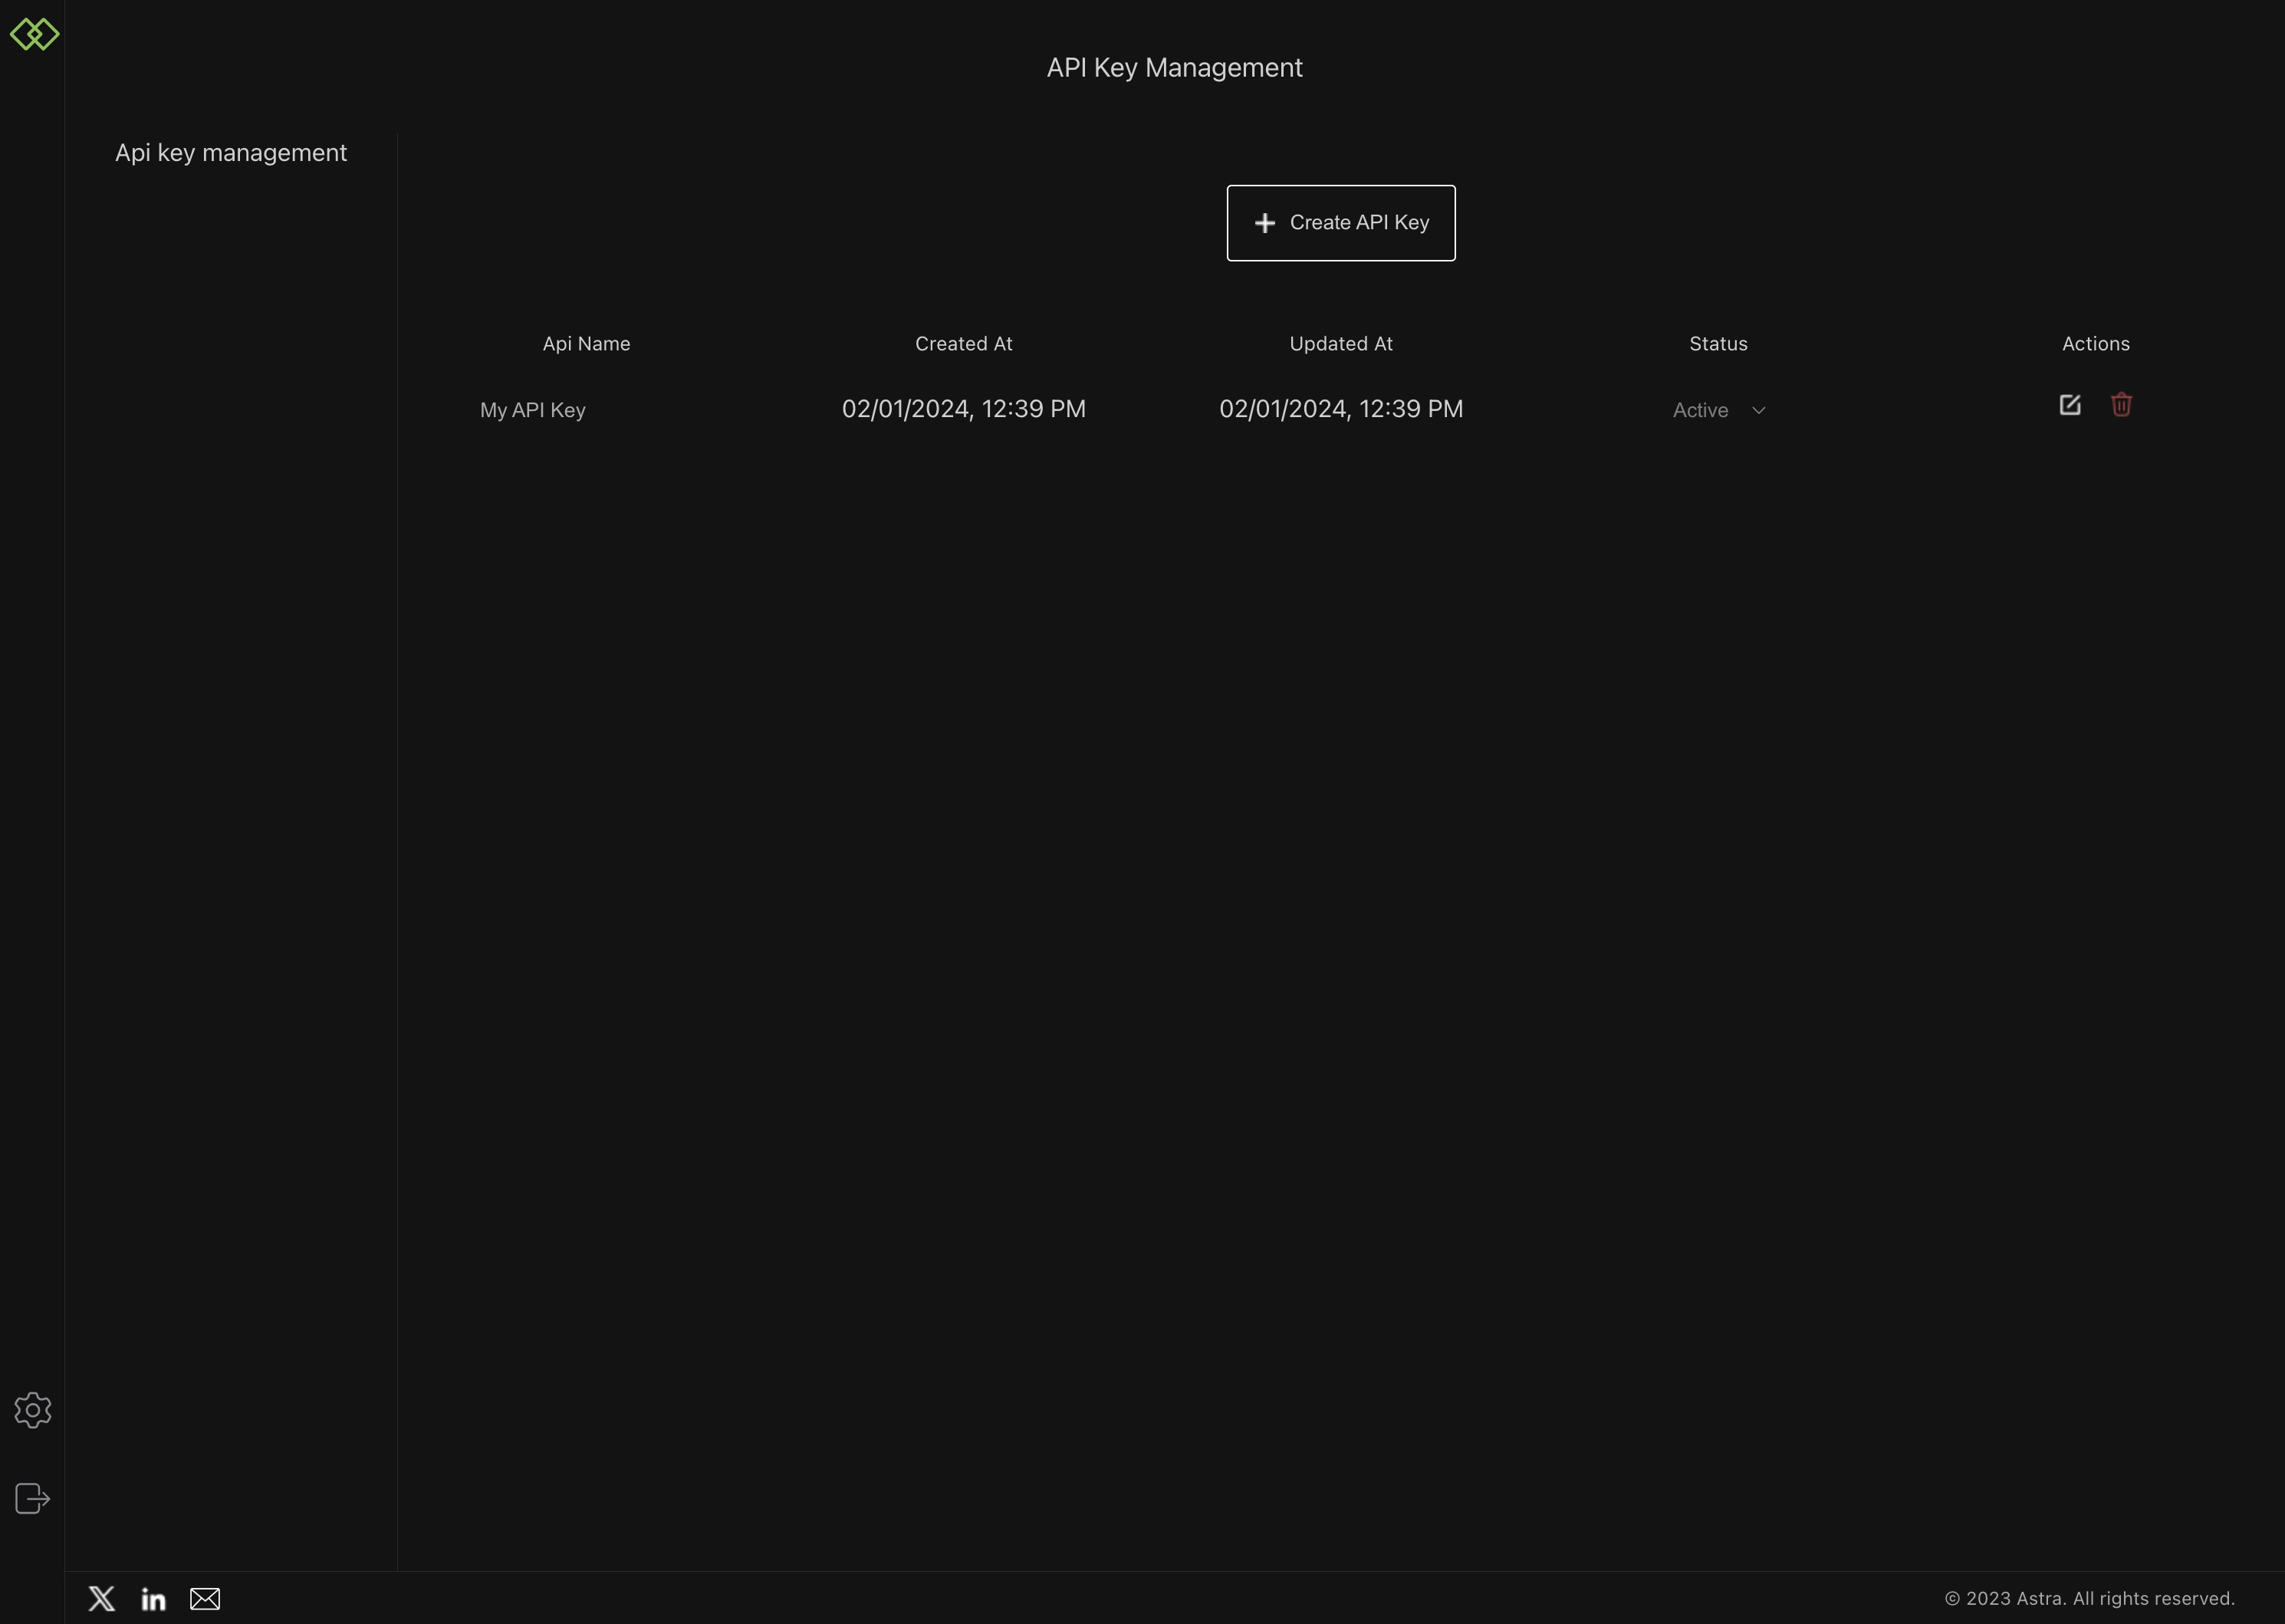 API Key Management
Api key management
Create API Key
Api Name Created At Updated At Status Actions
My API Key 02/01/2024, 12:39 PM 02/01/2024, 12:39 PM Active
© 2023 Astra. All rights reserved.